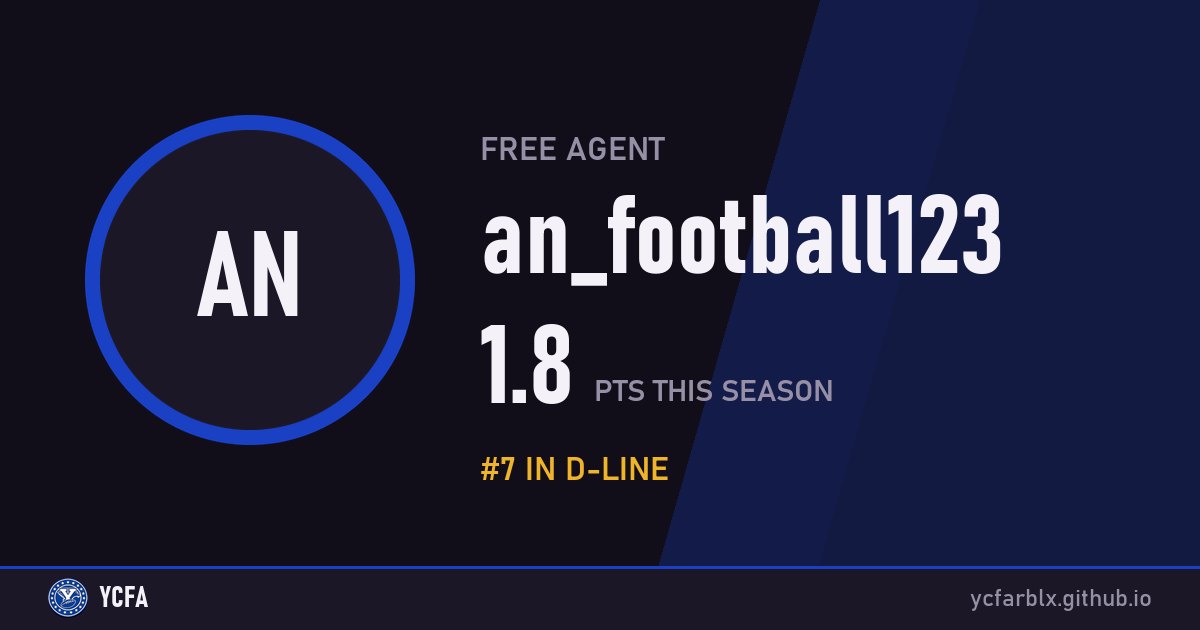 AN
FREE AGENT
an_football123
1.8 PTS THIS SEASON
#7 IN D-LINE
YCFA
ycfarblx.github.io